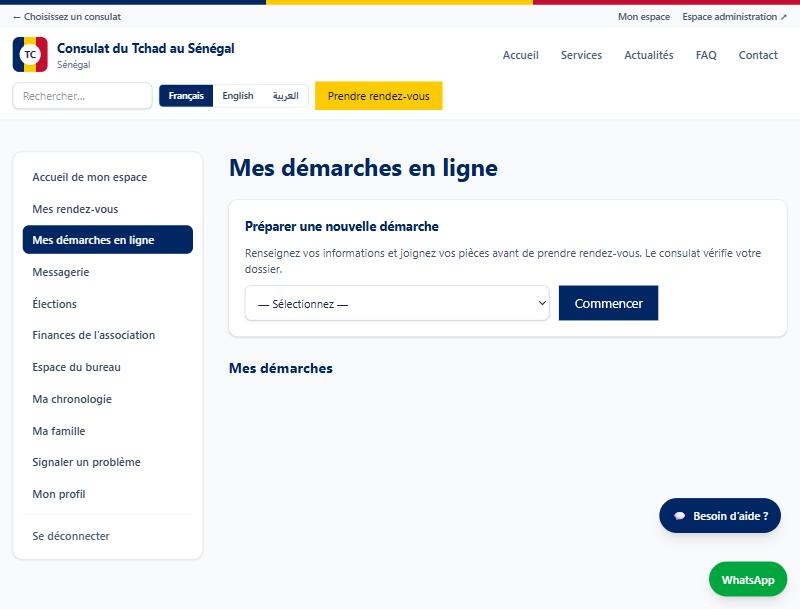 ← Choisissez un consulat
Mon espace
Espace administration ↗
TC
Consulat du Tchad au Sénégal
Sénégal
Accueil
Services
Actualités
FAQ
Contact
Rechercher...
Français
English
العربية
Prendre rendez-vous
Accueil de mon espace
Mes rendez-vous
Mes démarches en ligne
Messagerie
Élections
Finances de l'association
Espace du bureau
Ma chronologie
Ma famille
Signaler un problème
Mon profil
Se déconnecter
Mes démarches en ligne
Préparer une nouvelle démarche
Renseignez vos informations et joignez vos pièces avant de prendre rendez-vous. Le consulat vérifie votre
dossier.
— Sélectionnez —
Commencer
Mes démarches
Besoin d'aide ?
WhatsApp